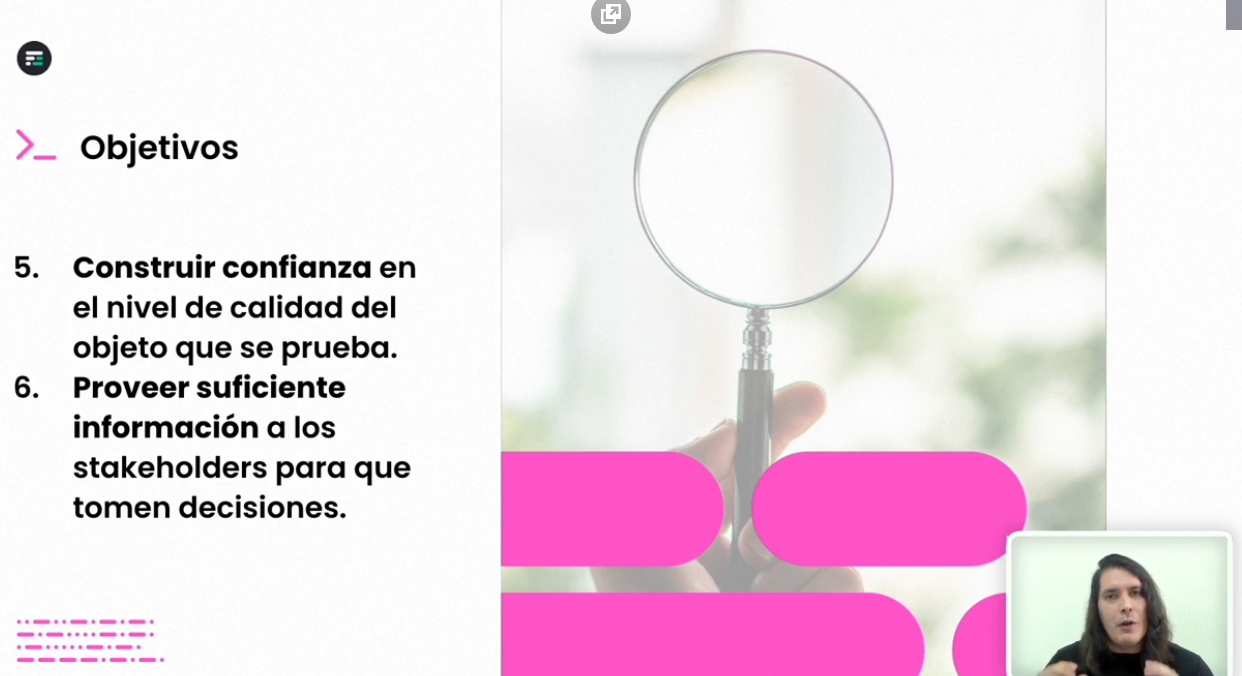 Objetivos
5. Construir confianza en
el nivel de calidad del
objeto que se prueba.
6. Proveer suficiente
información a los
stakeholders para que
tomen decisiones.